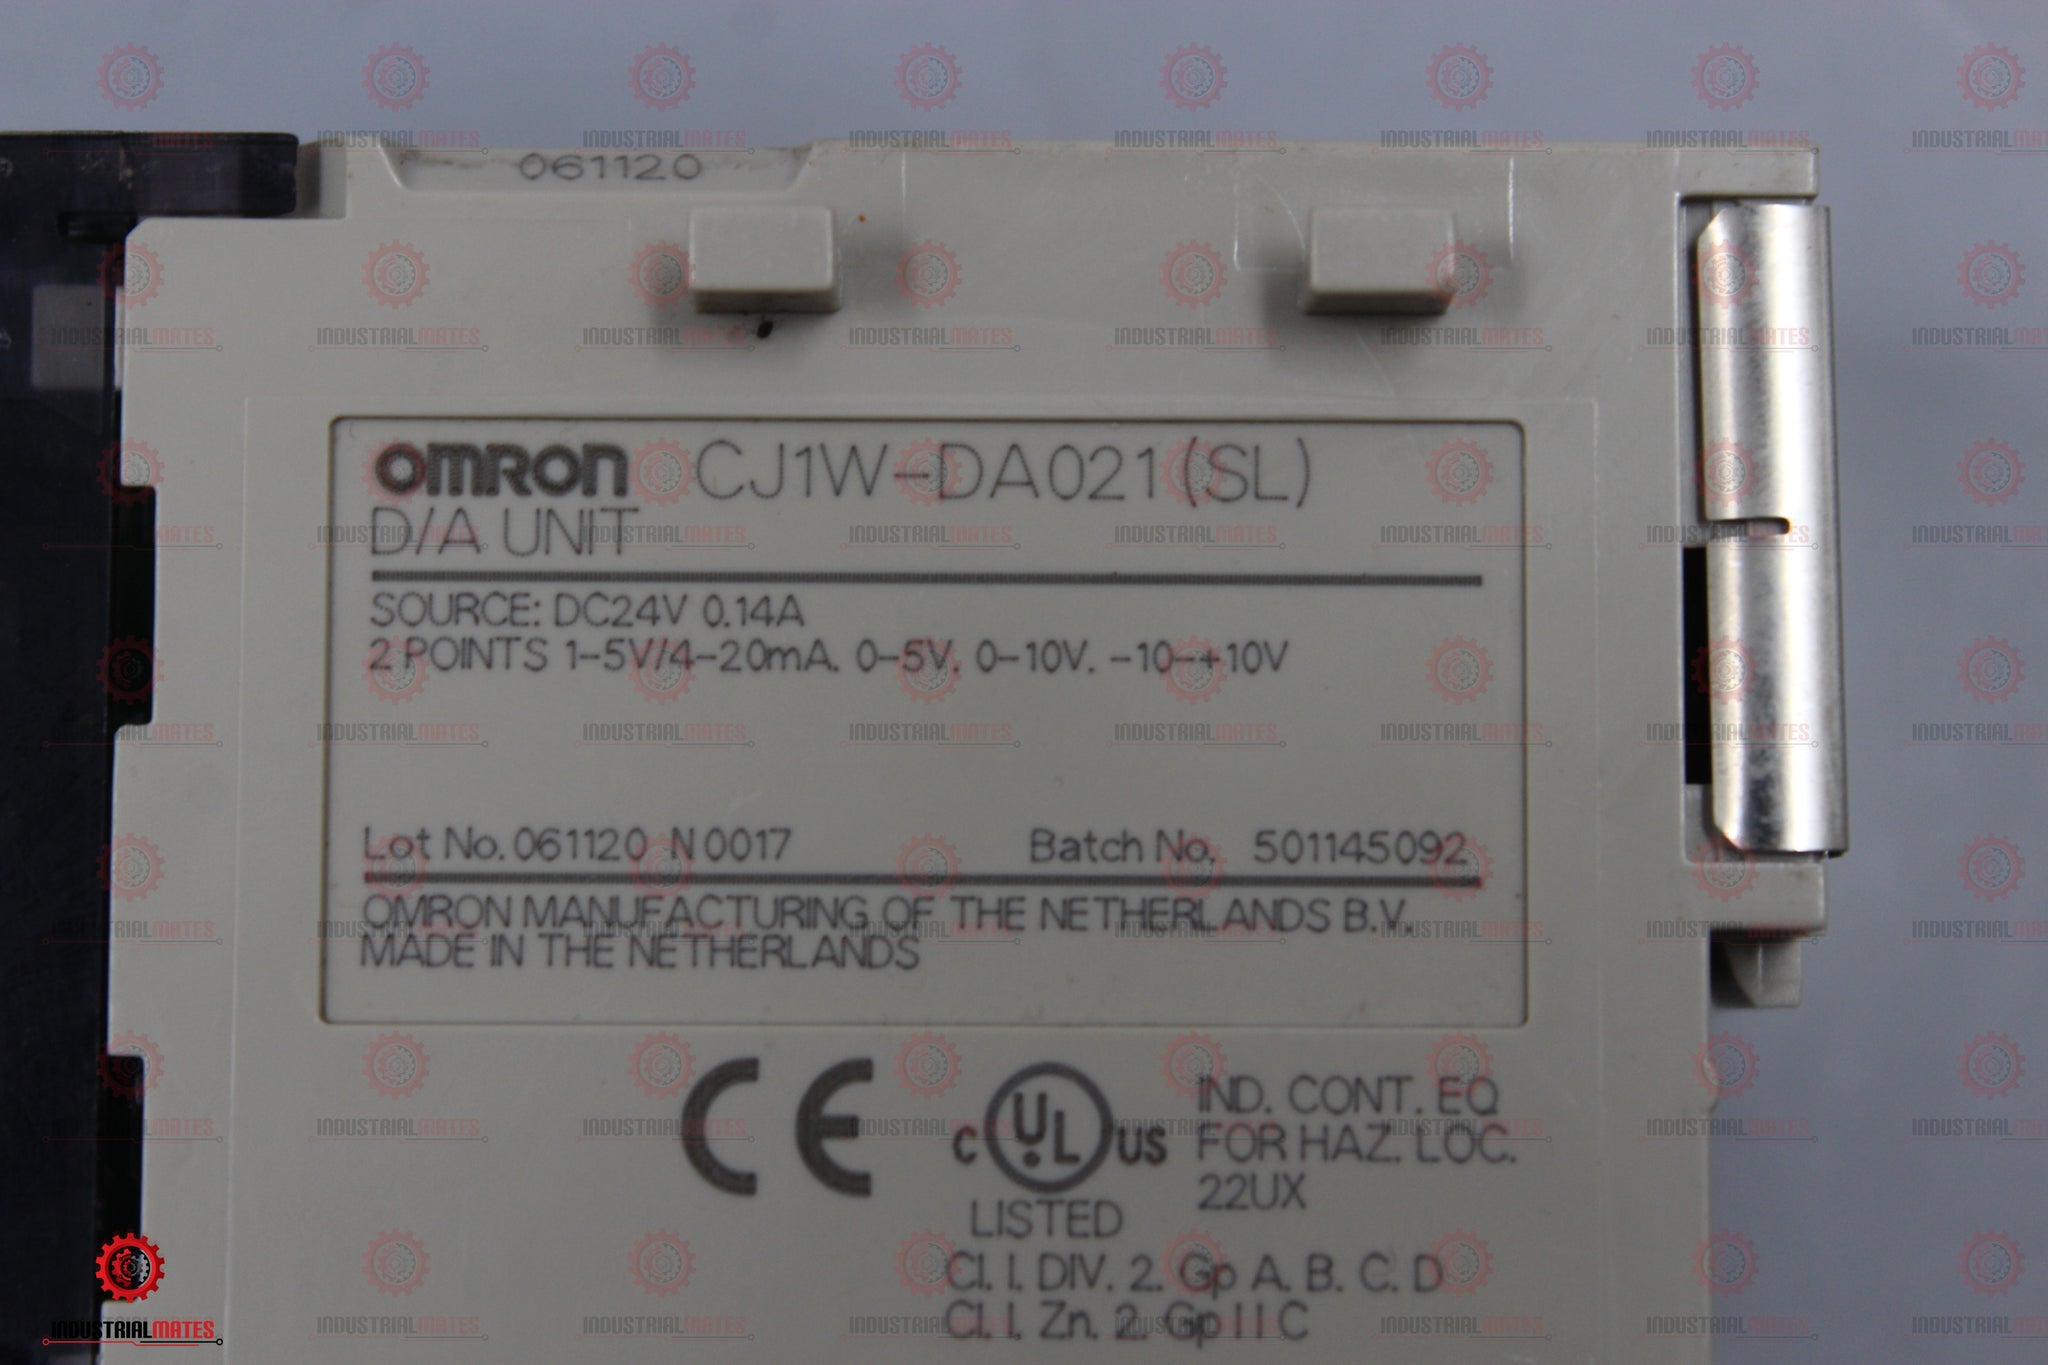 061120
OMRON CJ1W-DA021(SL)
D/A UNIT
SOURCE: DC24V 0.14A
2 POINTS 1-5V/4-20mA. 0-5V. 0-10V. -10-+10V
Lot No. 061120 N0017 Batch No. 501145092
OMRON MANUFACTURING OF THE NETHERLANDS B.V.
MADE IN THE NETHERLANDS
CE
C UL US
LISTED
IND. CONT. EQ
FOR HAZ. LOC.
22UX
Cl. I. DIV. 2. Gp A. B. C. D
Cl. I. Zn. 2. Gp II C
INDUSTRIALMATES